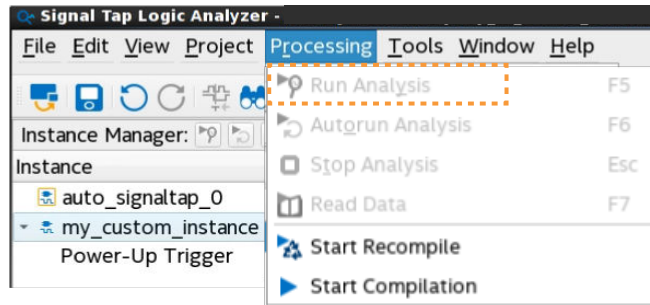 Signal Tap Logic Analyzer -
File Edit View Project Processing Tools Window Help
Run Analysis F5
Autorun Analysis F6
Instance Manager:
Stop Analysis Esc
Instance
auto_signaltap_0
Read Data F7
my_custom_instance
Start Recompile
Power-Up Trigger
Start Compilation